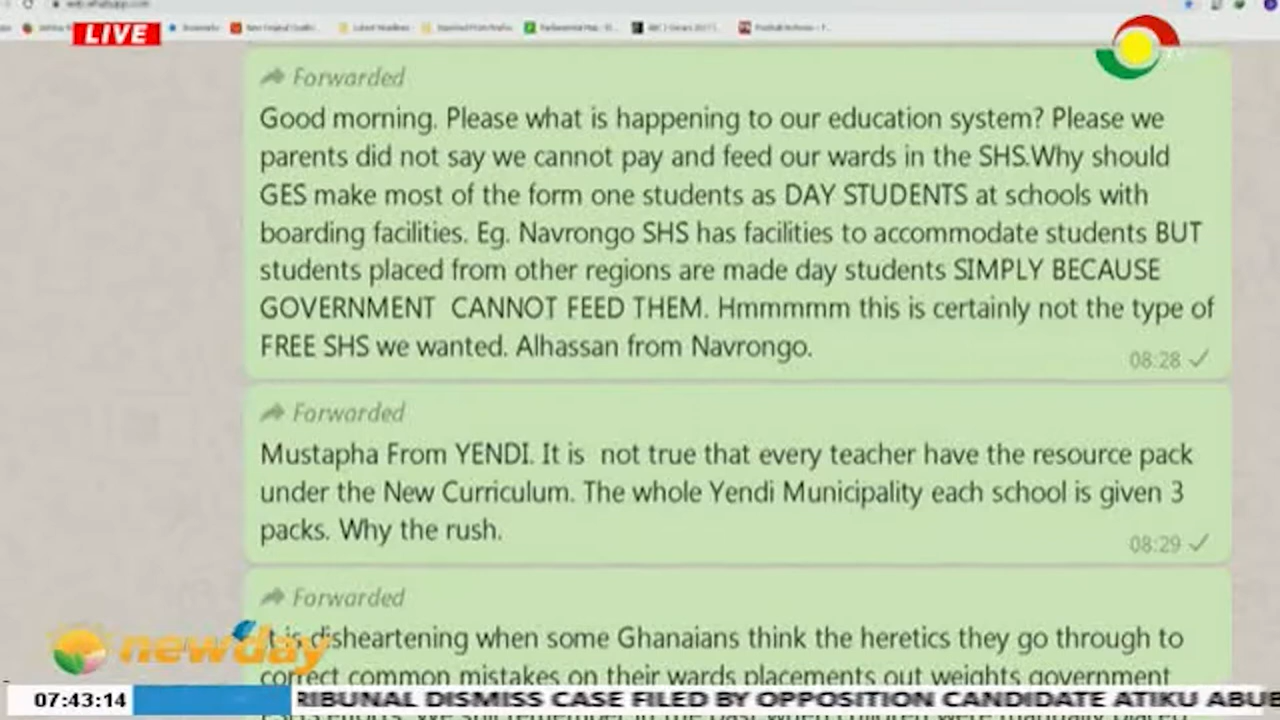 web.whatsapp.com
LIVE
Forwarded
Good morning. Please what is happening to our education system? Please we
parents did not say we cannot pay and feed our wards in the SHS.Why should
GES make most of the form one students as DAY STUDENTS at schools with
boarding facilities. Eg. Navrongo SHS has facilities to accommodate students BUT
students placed from other regions are made day students SIMPLY BECAUSE
GOVERNMENT CANNOT FEED THEM. Hmmmmm this is certainly not the type of
FREE SHS we wanted. Alhassan from Navrongo.
08:28
Forwarded
Mustapha From YENDI. It is not true that every teacher have the resource pack
under the New Curriculum. The whole Yendi Municipality each school is given 3
packs. Why the rush.
08:29
Forwarded
It is disheartening when some Ghanaians think the heretics they go through to
correct common mistakes on their wards placements out weights government
newday
07:43:14
RIBUNAL DISMISS CASE FILED BY OPPOSITION CANDIDATE ATIKU ABUB